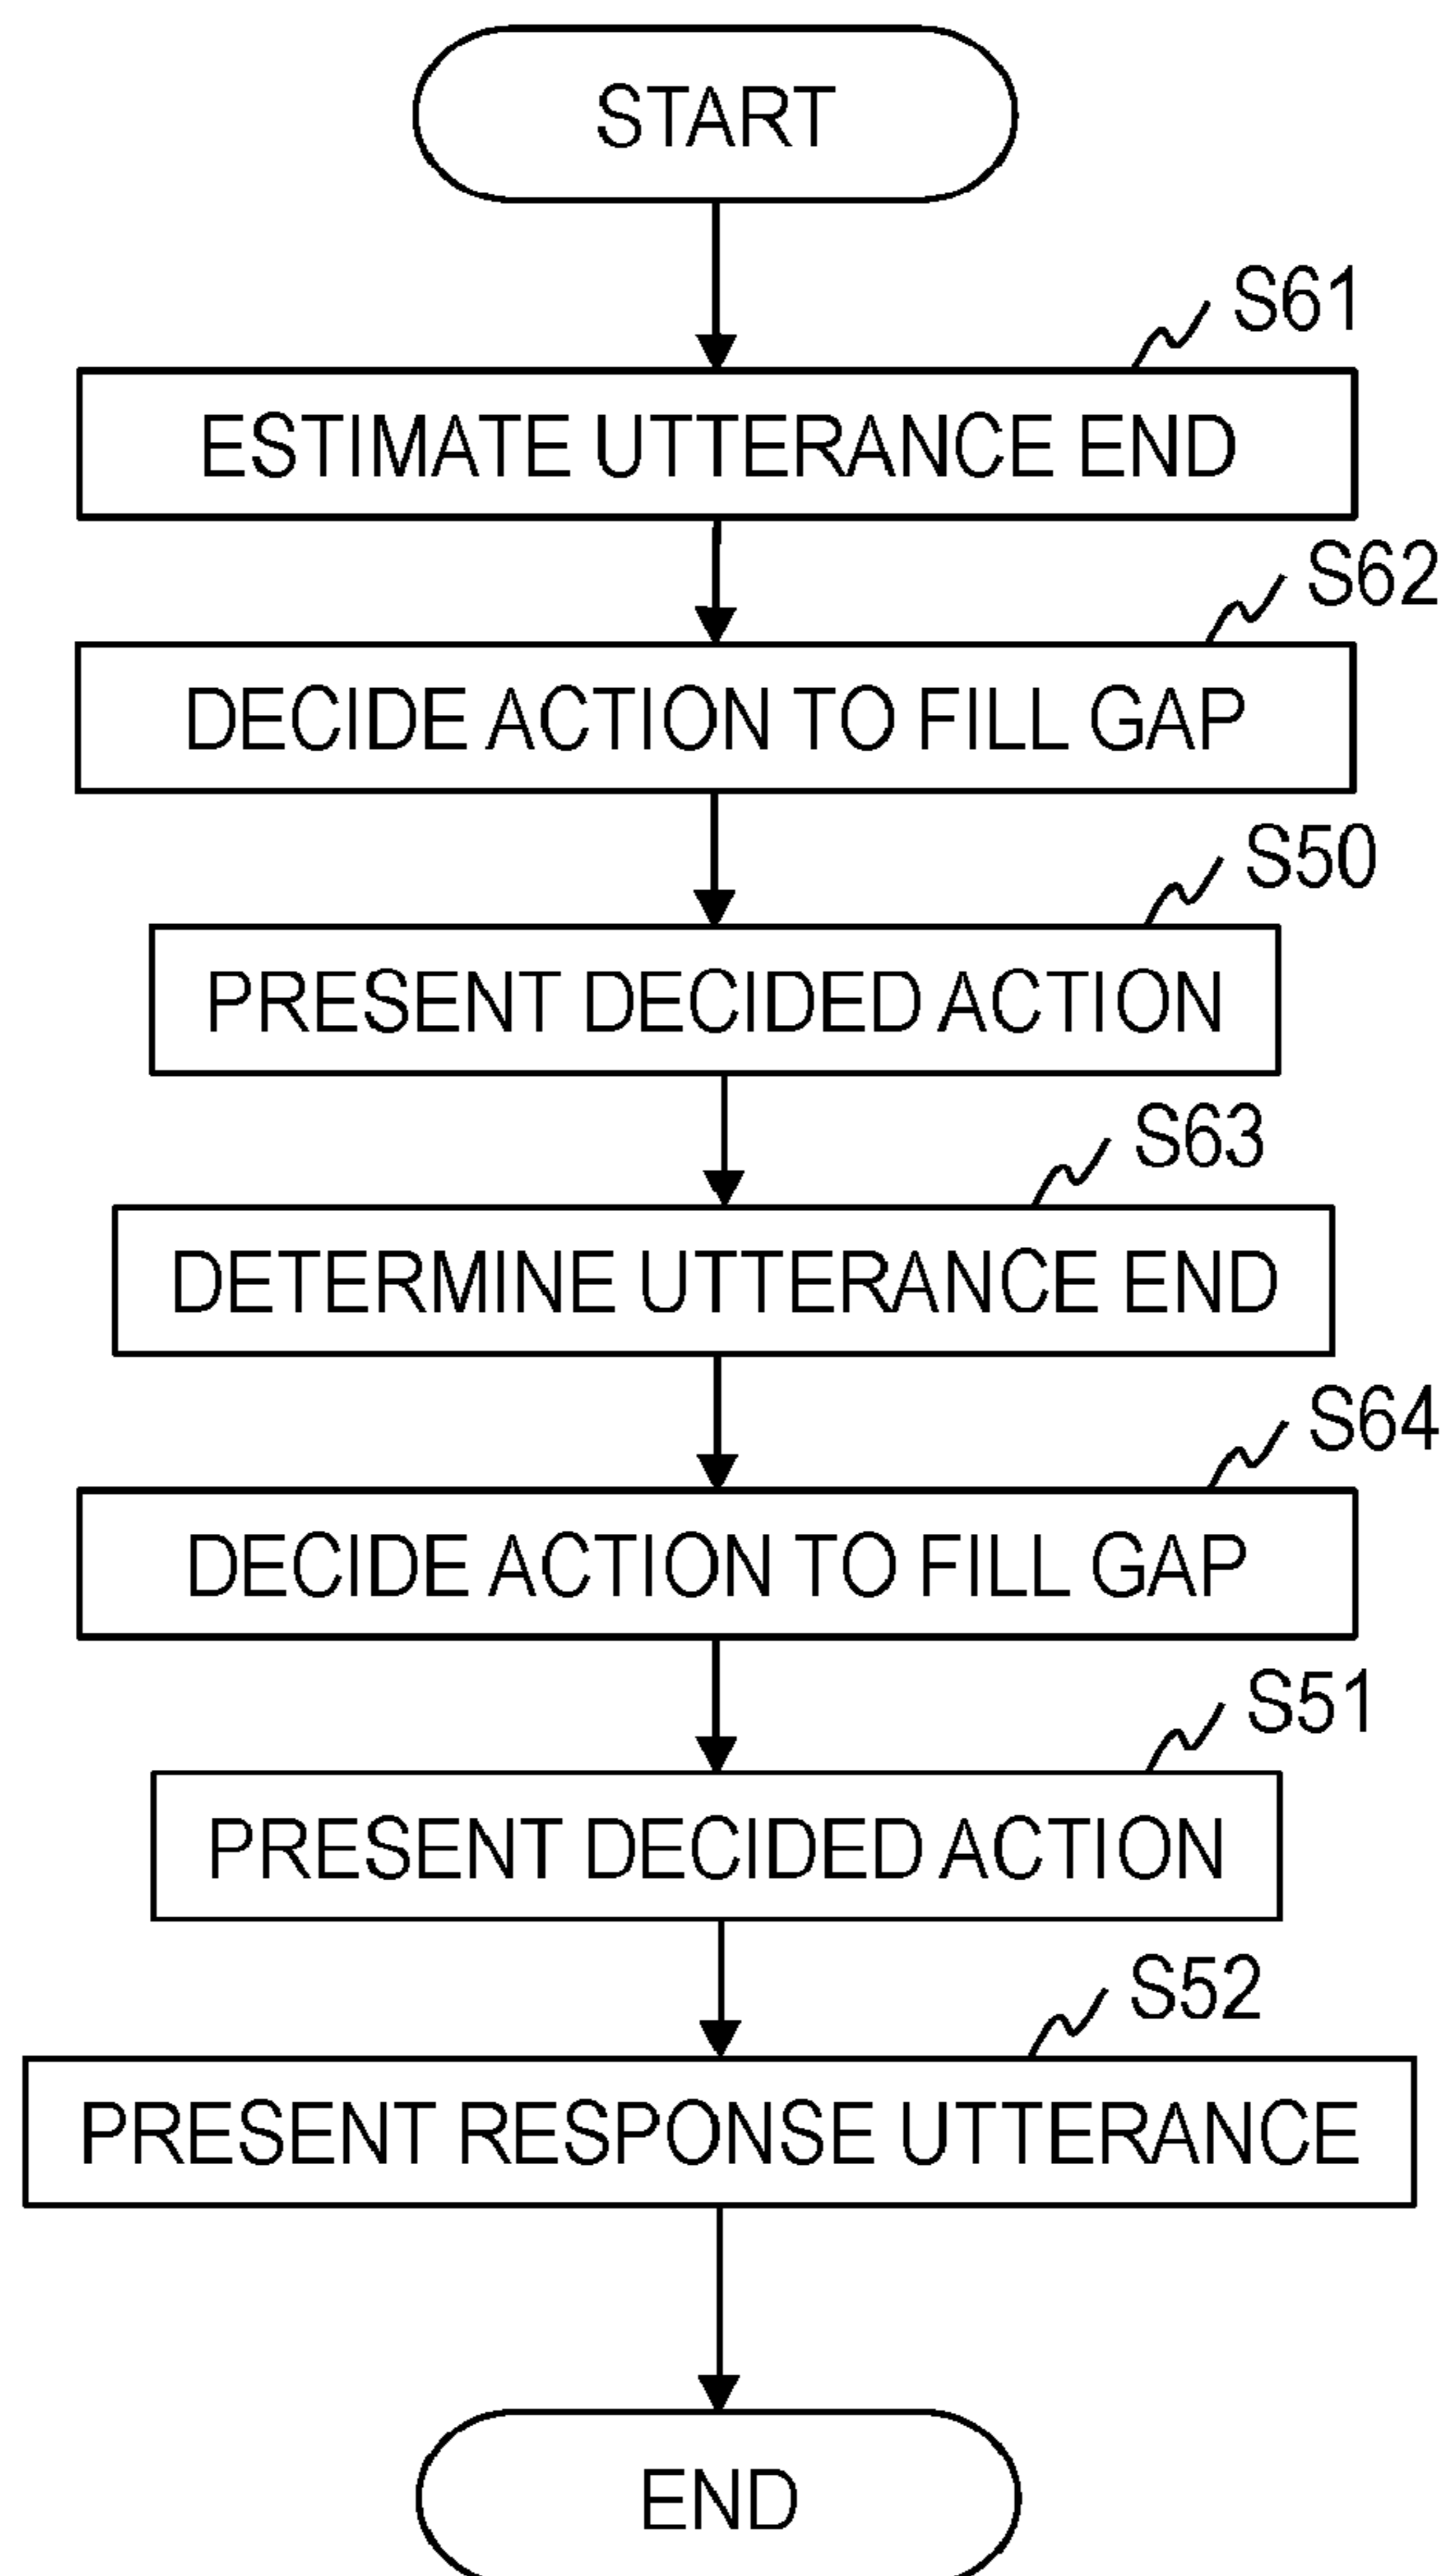 START
S61
ESTIMATE UTTERANCE END
S62
DECIDE ACTION TO FILL GAP
S50
PRESENT DECIDED ACTION
S63
DETERMINE UTTERANCE END
S64
DECIDE ACTION TO FILL GAP
S51
PRESENT DECIDED ACTION
S52
PRESENT RESPONSE UTTERANCE
END